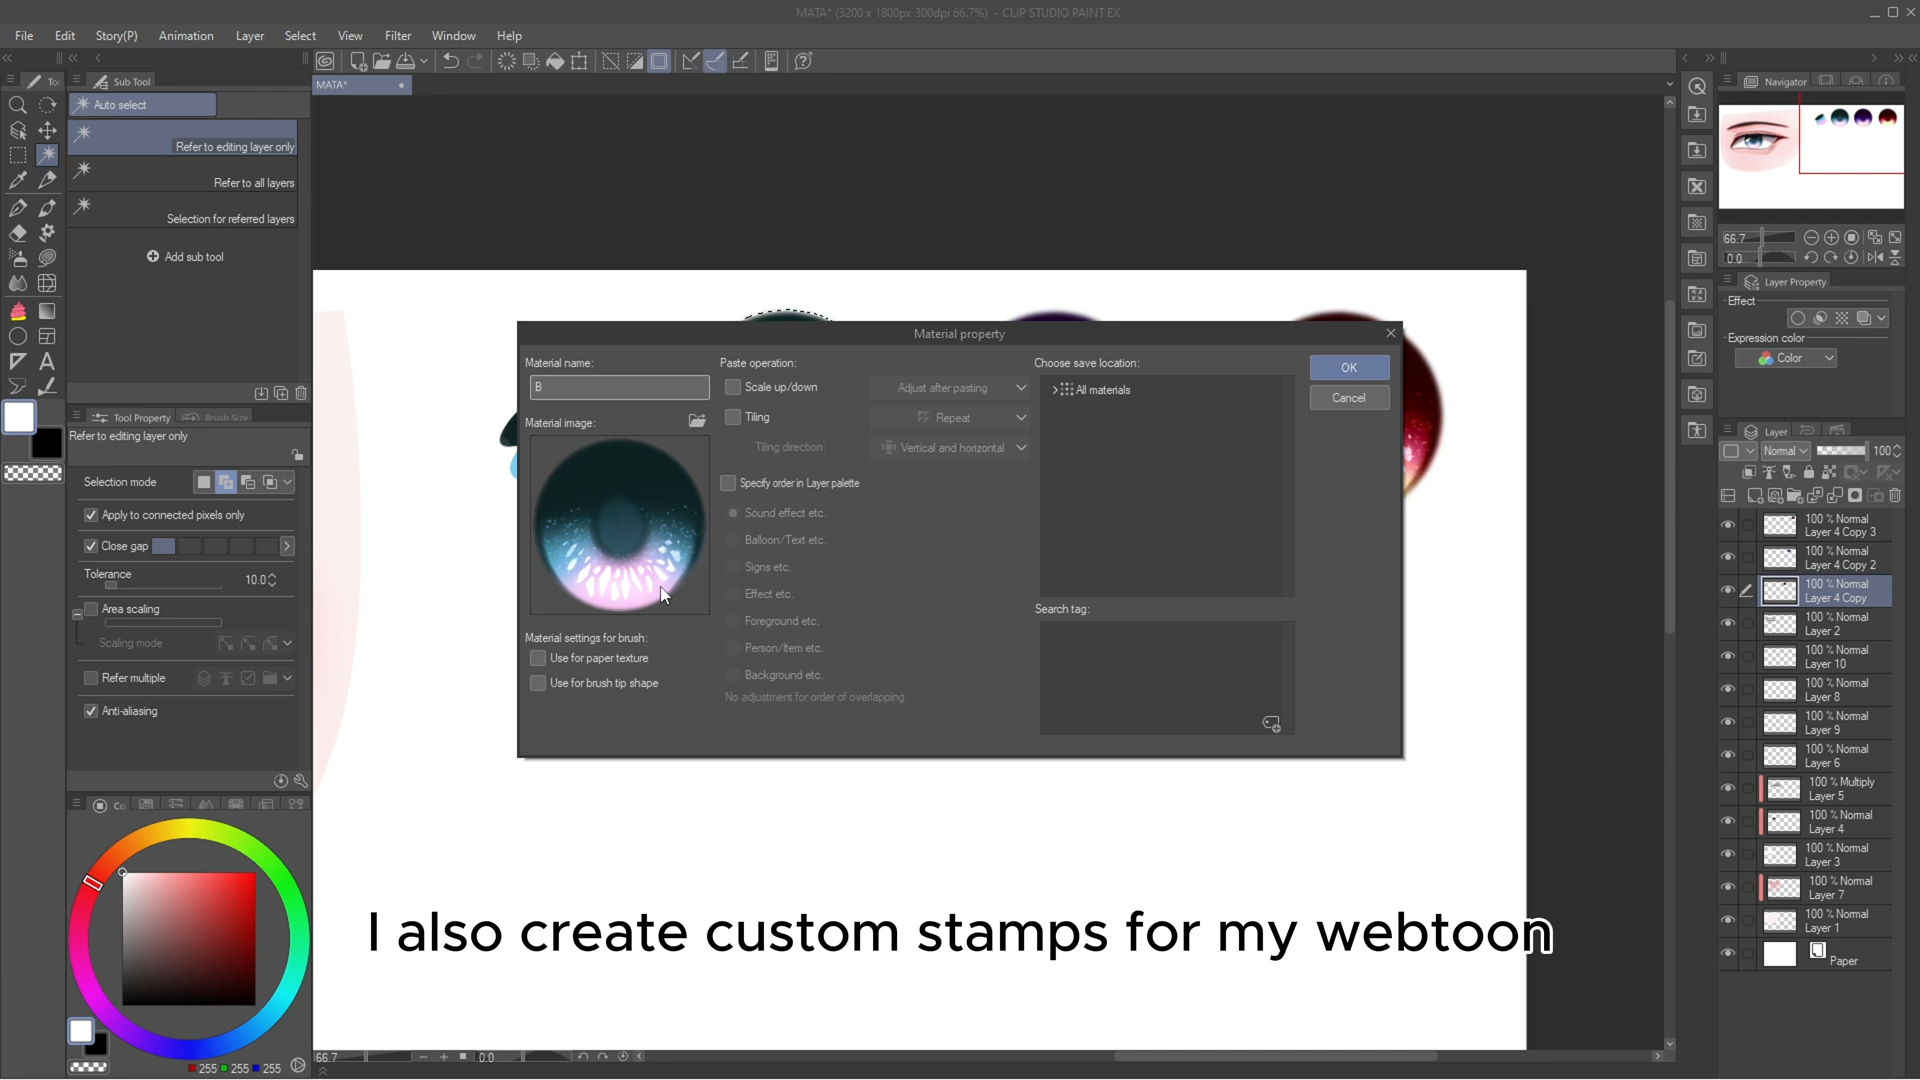 MATA* (3200 x 1800px 300dpi 66.7%) - CLIP STUDIO PAINT EX
File Edit Story(P) Animation Layer Select View Filter Window Help
Sub Tool
MATA*
Auto select
Refer to editing layer only
Refer to all layers
Selection for referred layers
Add sub tool
Tool Property Brush Size
Refer to editing layer only
Selection mode
Apply to connected pixels only
Close gap
Tolerance 10.0
Area scaling
Scaling mode
Refer multiple
Anti-aliasing
Co
255 255 255
Material property
Material name:
B
Material image:
Material settings for brush:
Use for paper texture
Use for brush tip shape
Paste operation:
Scale up/down Adjust after pasting
Tiling Repeat
Tiling direction: Vertical and horizontal
Specify order in Layer palette
Sound effect etc.
Balloon/Text etc.
Signs etc.
Effect etc.
Foreground etc.
Person/Item etc.
Background etc.
No adjustment for order of overlapping.
Choose save location:
All materials
Search tag:
OK
Cancel
I also create custom stamps for my webtoon
66.7 0.0
Navigator
66.7
0.0
Layer Property
Effect
Expression color
Color
Layer
Normal 100
100 % Normal
Layer 4 Copy 3
100 % Normal
Layer 4 Copy 2
100 % Normal
Layer 4 Copy
100 % Normal
Layer 2
100 % Normal
Layer 10
100 % Normal
Layer 8
100 % Normal
Layer 9
100 % Normal
Layer 6
100 % Multiply
Layer 5
100 % Normal
Layer 4
100 % Normal
Layer 3
100 % Normal
Layer 7
100 % Normal
Layer 1
Paper